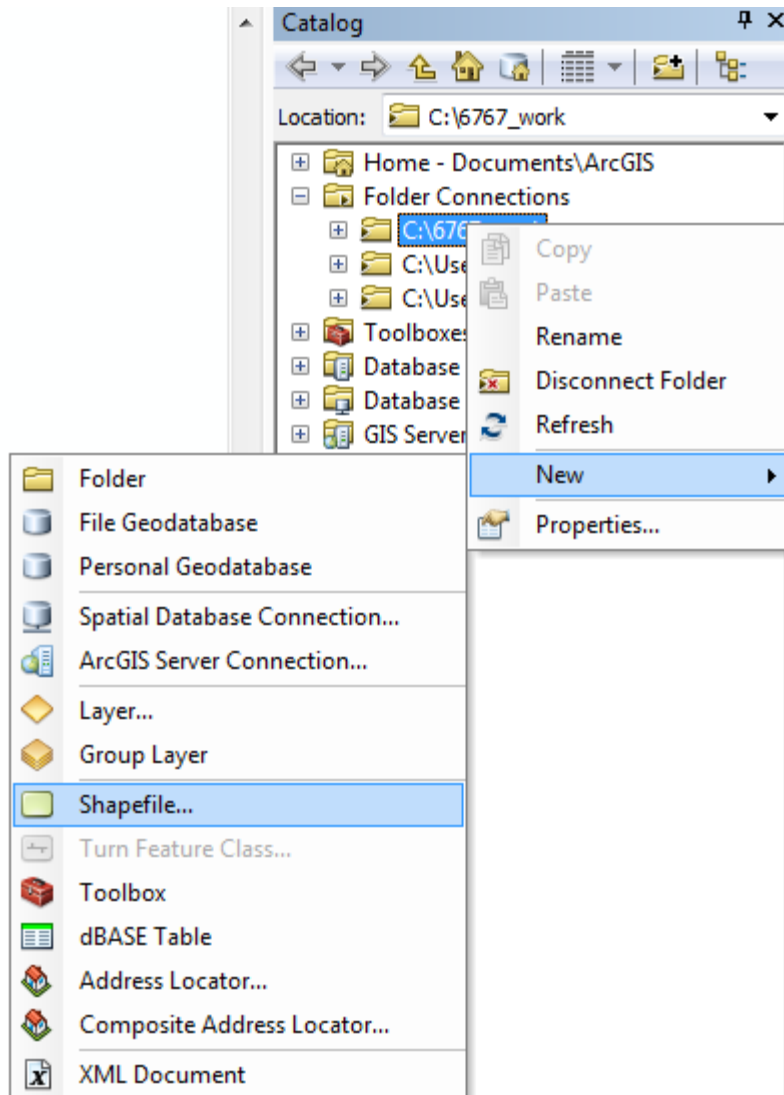 Catalog
Location: C:\6767_work
Home - Documents\ArcGIS
Folder Connections
C:\676
C:\Use
C:\Use
Toolboxes
Database
Database
GIS Server
Copy
Paste
Rename
Disconnect Folder
Refresh
New
Properties...
Folder
File Geodatabase
Personal Geodatabase
Spatial Database Connection...
ArcGIS Server Connection...
Layer...
Group Layer
Shapefile...
Turn Feature Class...
Toolbox
dBASE Table
Address Locator...
Composite Address Locator...
XML Document